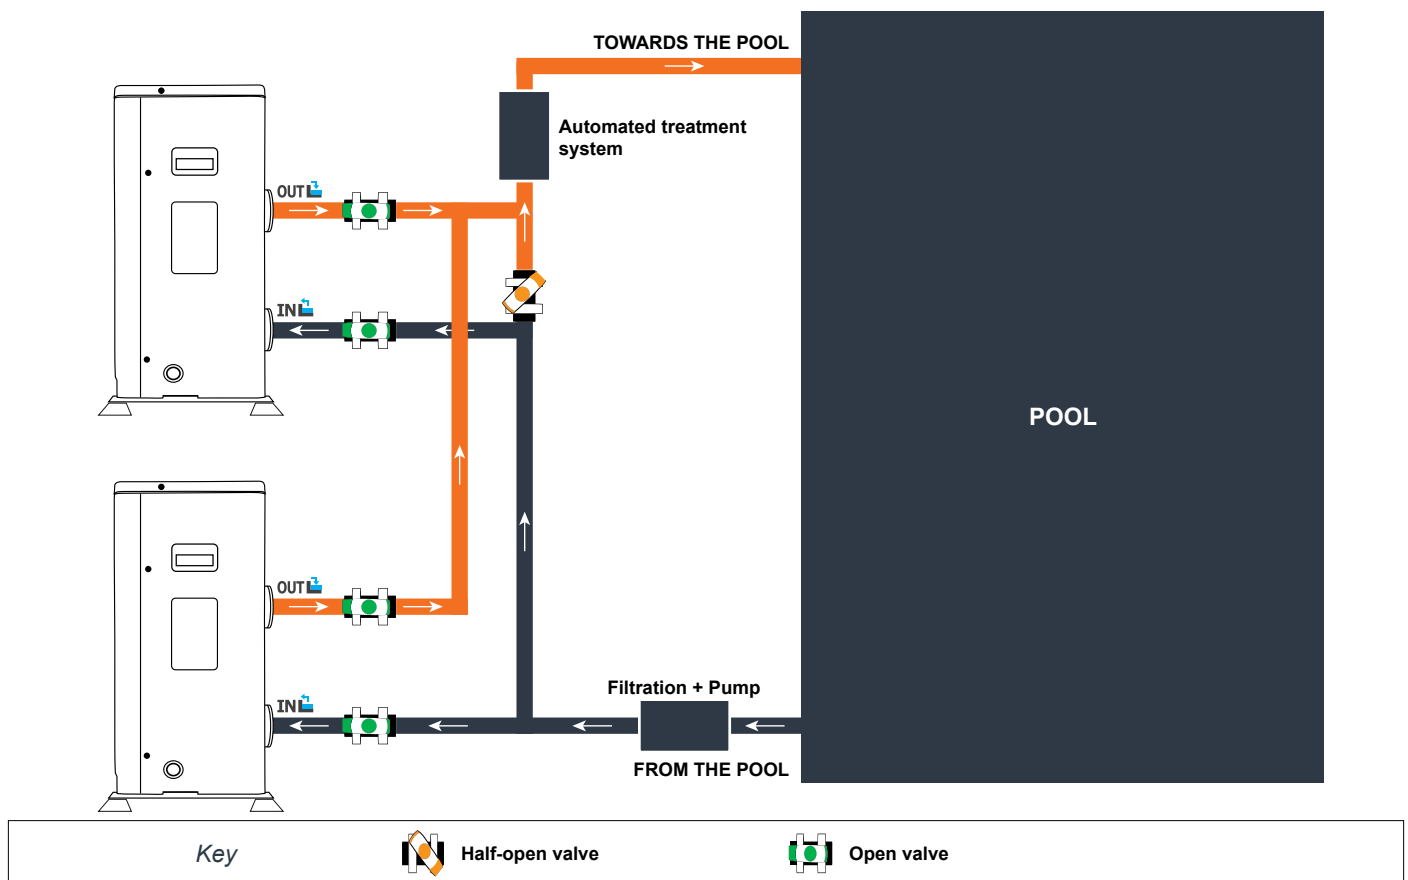 TOWARDS THE POOL
Automated treatment
system
OUT
IN
POOL
OUT
IN
Filtration + Pump
FROM THE POOL
Key
Half-open valve
Open valve